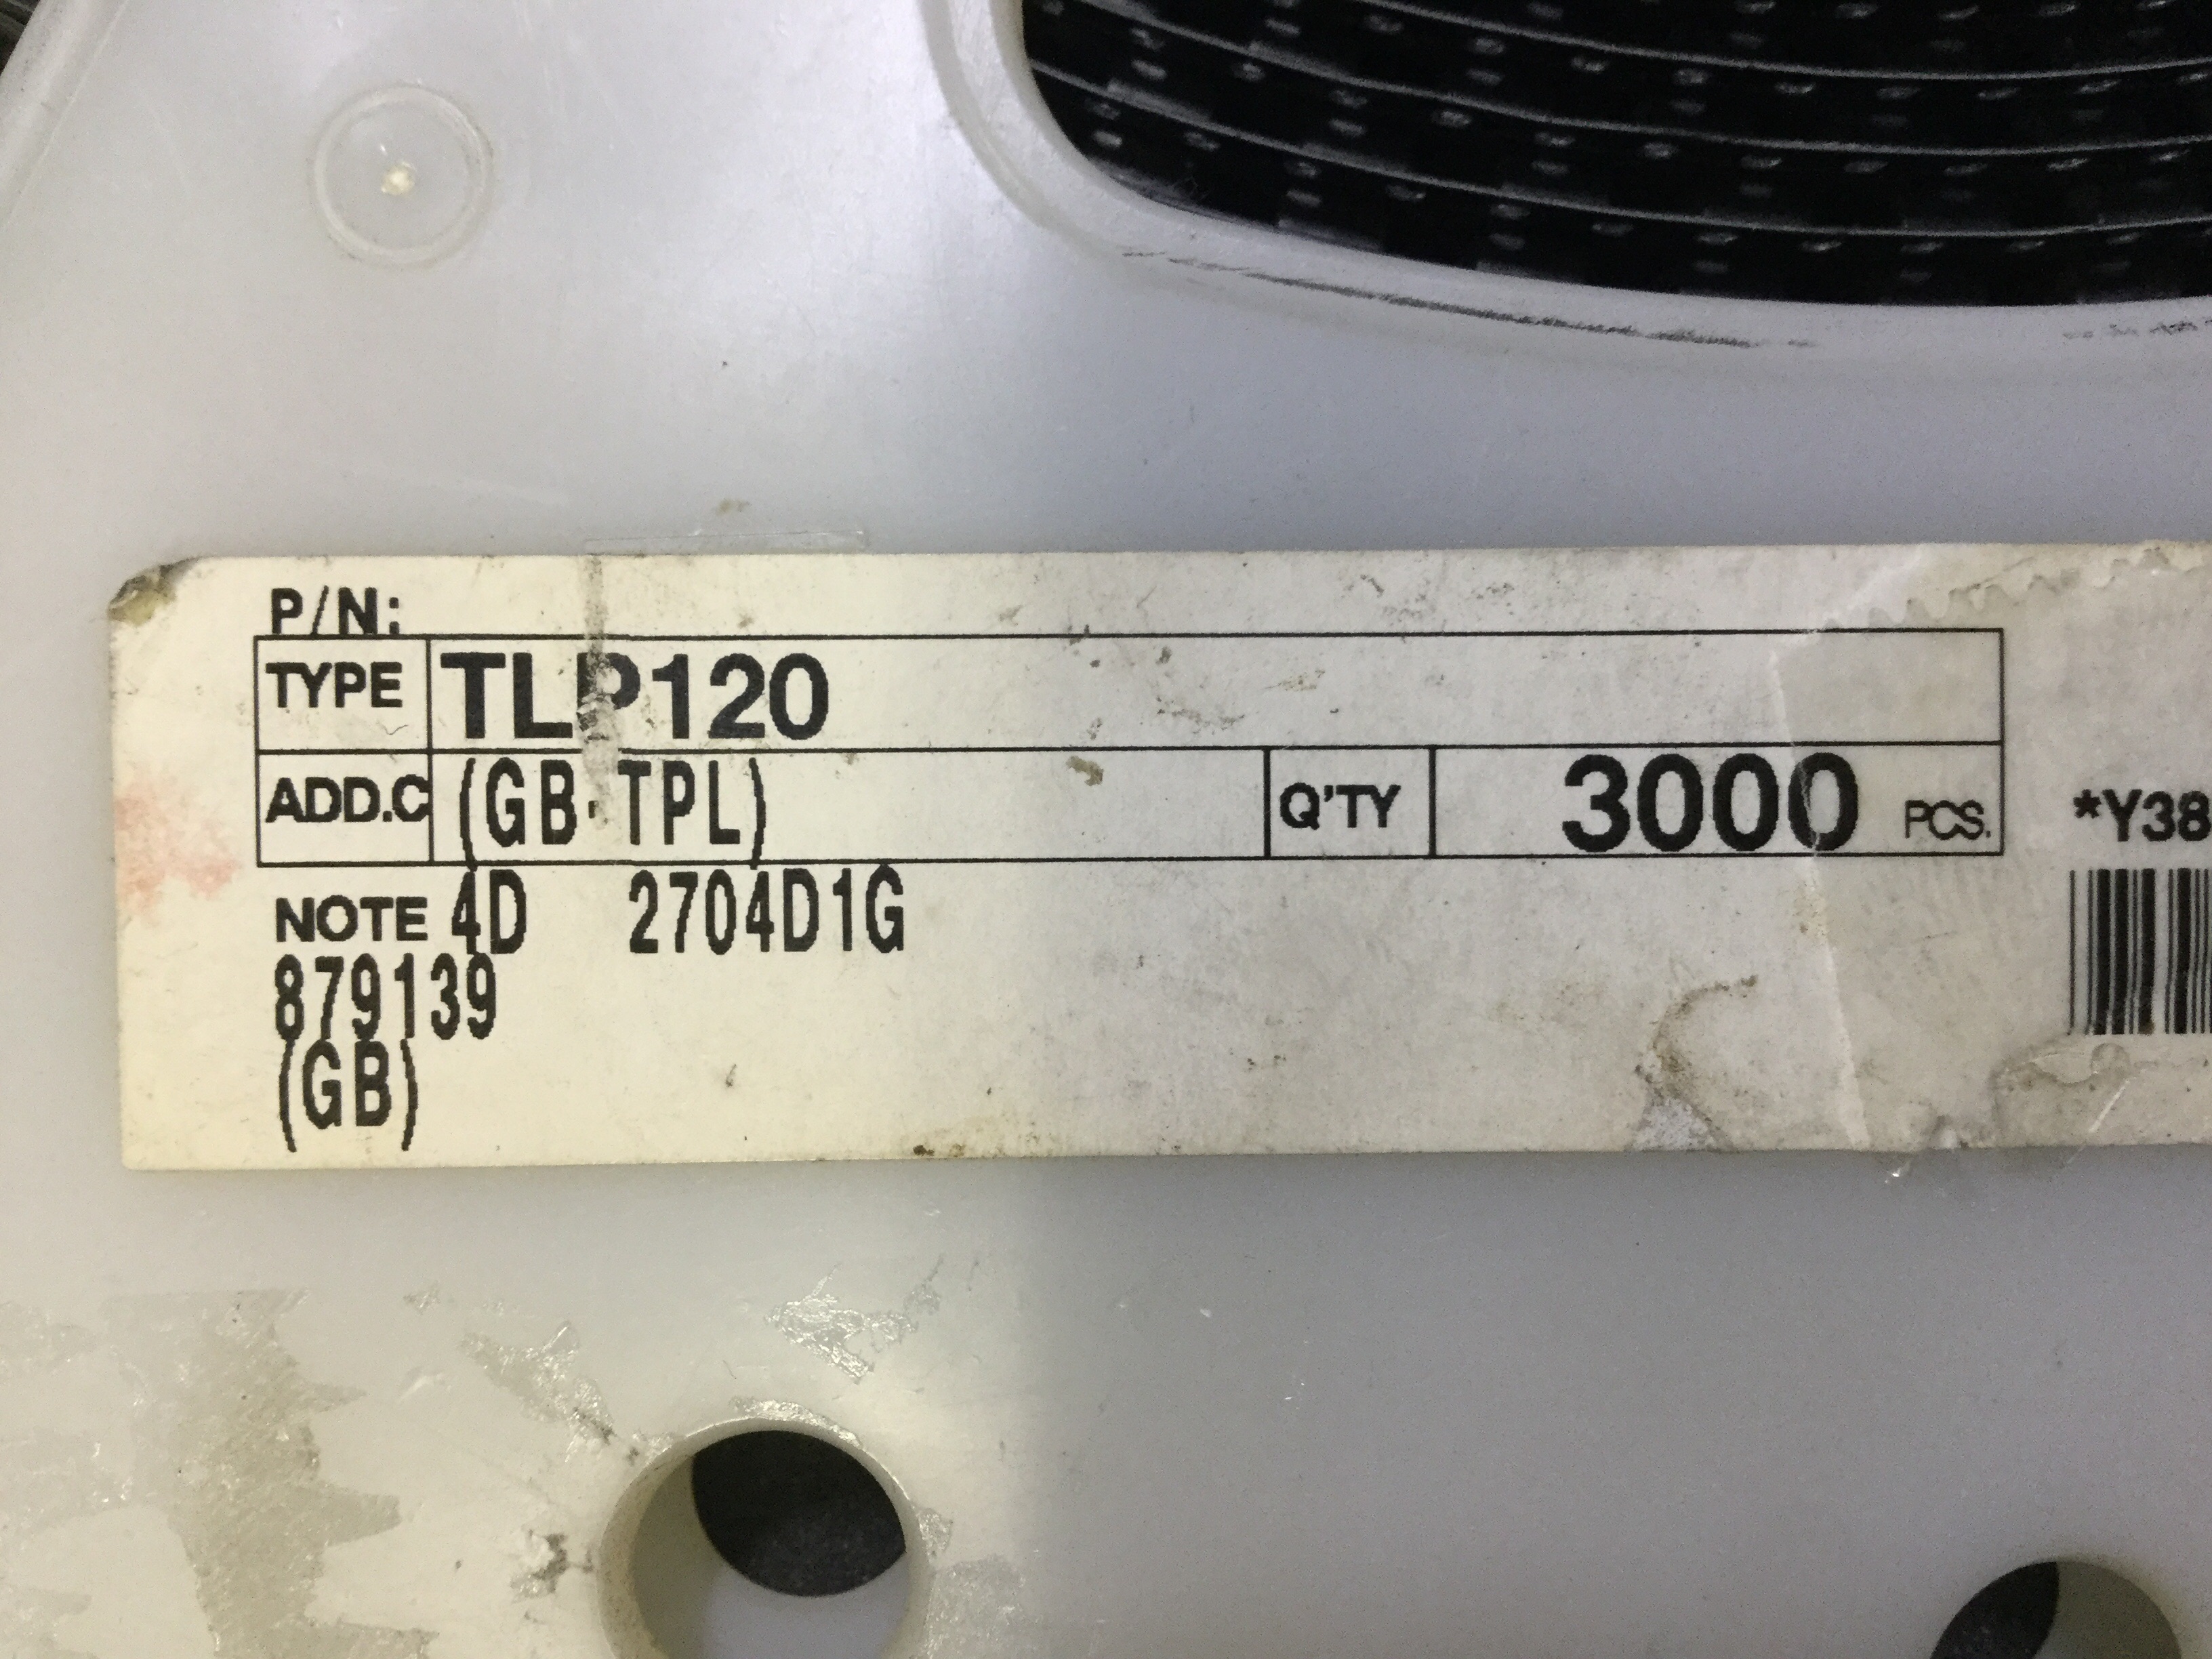 P/N:
TYPE TLP120
ADD.C (GB-TPL) Q'TY 3000 PCS.
*Y38
NOTE 4D 2704D1G
879139
(GB)